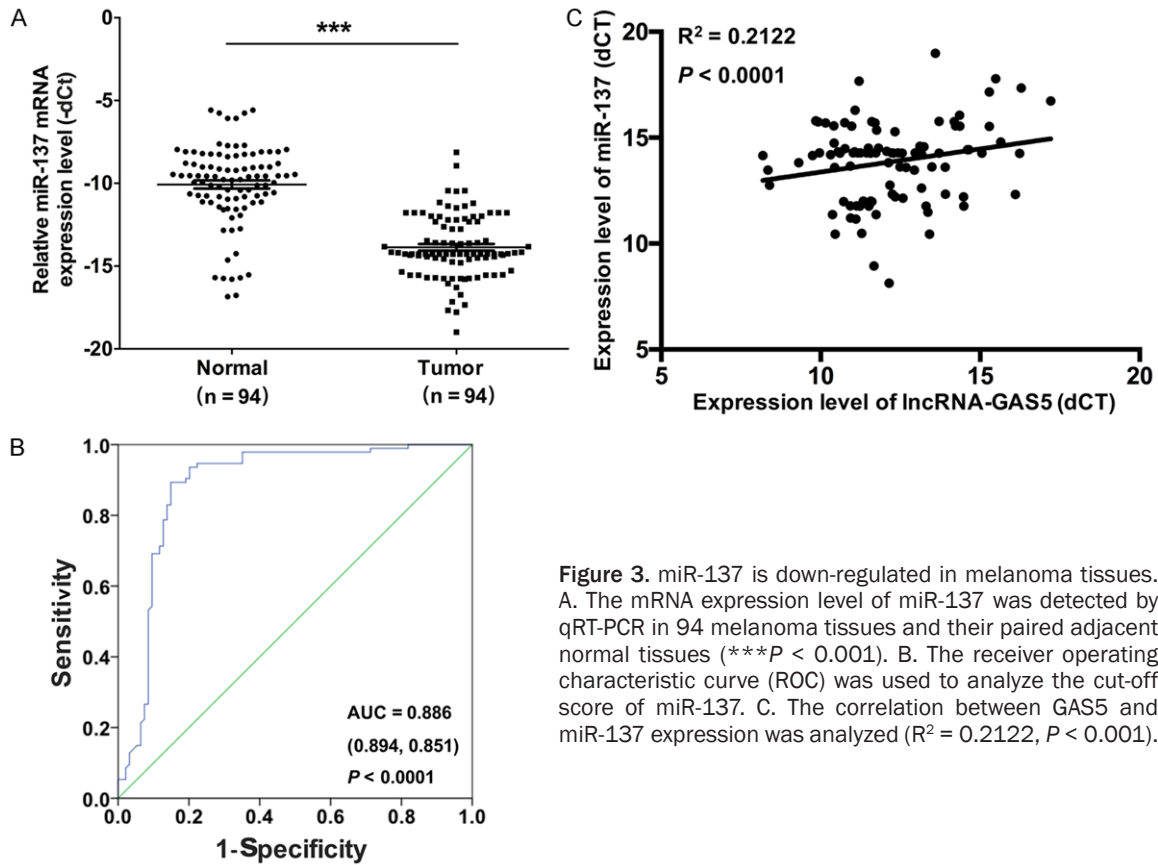 A
Relative miR-137 mRNA
expression level (-dCt)
0
-5
-10
-15
-20
***
Normal
(n = 94)
Tumor
(n = 94)
C
Expression level of miR-137 (dCT)
20
15
10
5
R² = 0.2122
P < 0.0001
5
10
15
20
Expression level of lncRNA-GAS5 (dCT)
B
Sensitivity
1.0
0.8
0.6
0.4
0.2
0.0
AUC = 0.886
(0.894, 0.851)
P < 0.0001
0.0
0.2
0.4
0.6
0.8
1.0
1-Specificity
Figure 3. miR-137 is down-regulated in melanoma tissues.
A. The mRNA expression level of miR-137 was detected by
qRT-PCR in 94 melanoma tissues and their paired adjacent
normal tissues (***P < 0.001). B. The receiver operating
characteristic curve (ROC) was used to analyze the cut-off
score of miR-137. C. The correlation between GAS5 and
miR-137 expression was analyzed (R² = 0.2122, P < 0.001).